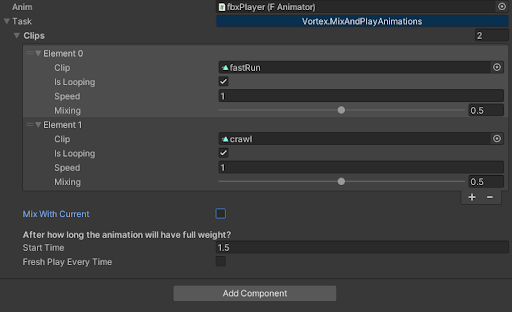 Anim fbxPlayer (F Animator)
Task Vortex.MixAndPlayAnimations
Clips 2
Element 0
Clip fastRun
Is Looping
Speed 1
Mixing 0.5
Element 1
Clip crawl
Is Looping
Speed 1
Mixing 0.5
+ −
Mix With Current
After how long the animation will have full weight?
Start Time 1.5
Fresh Play Every Time
Add Component